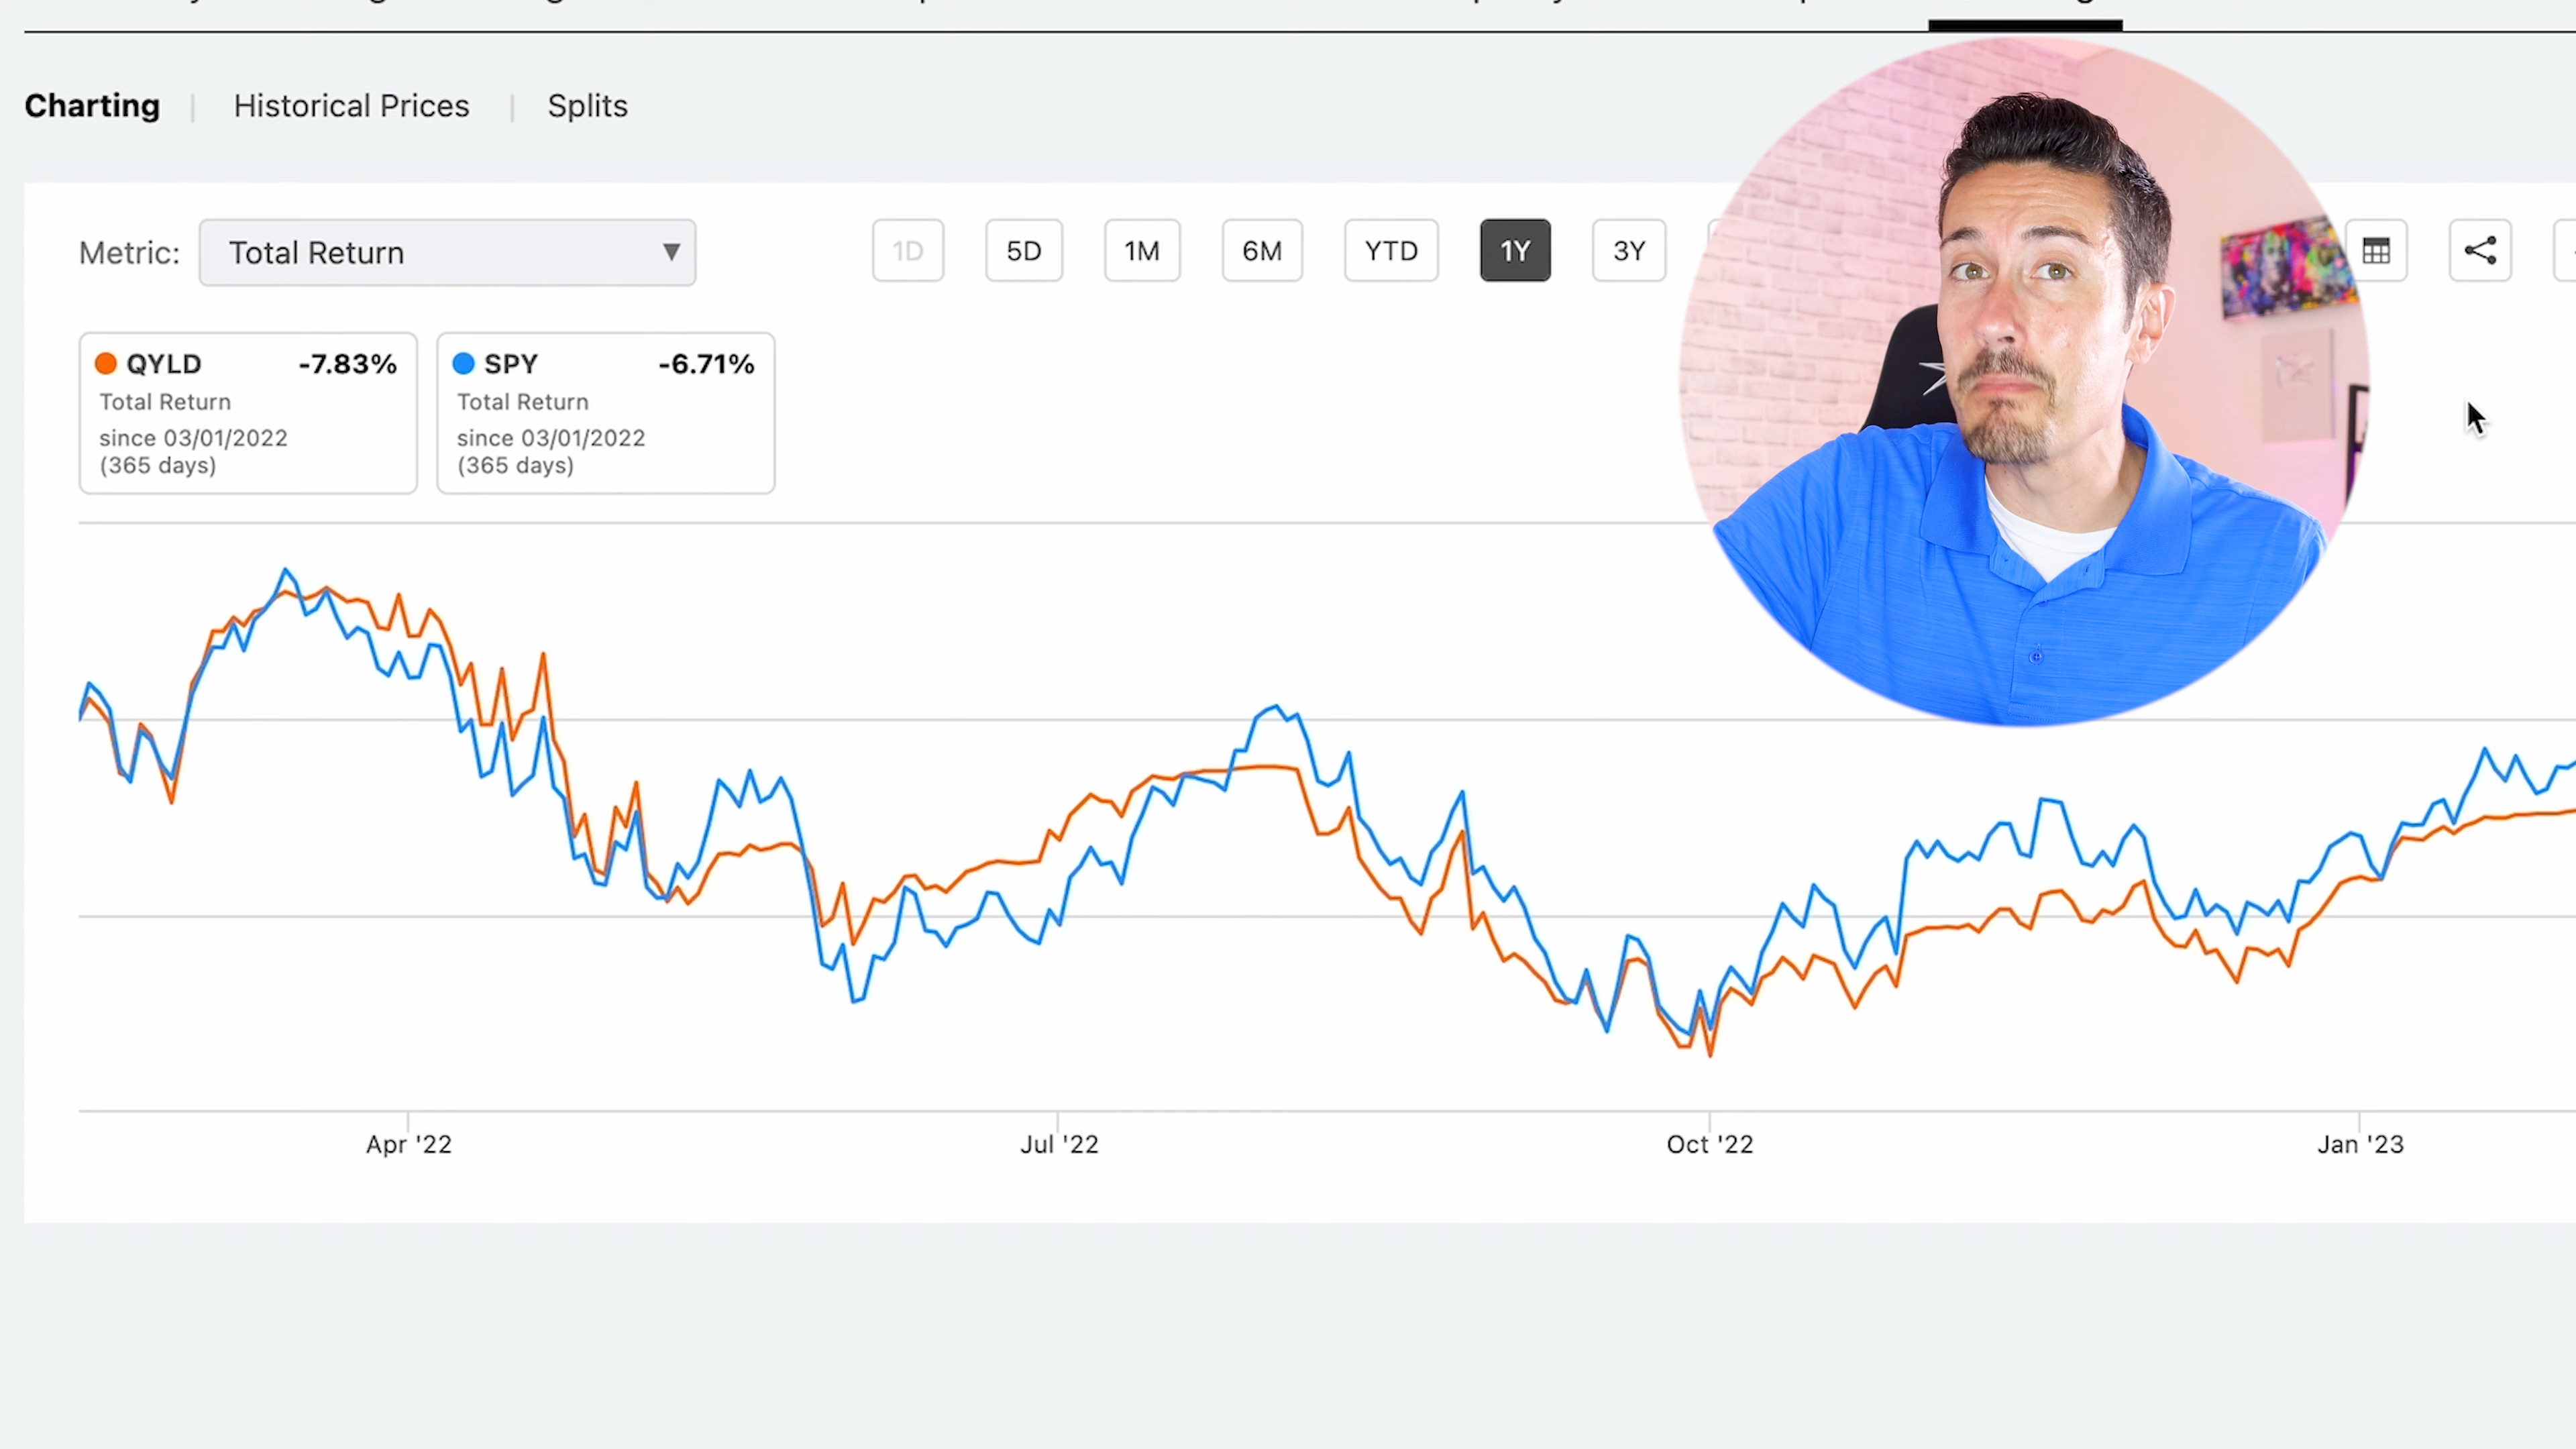 Charting | Historical Prices | Splits
Metric: Total Return ▼ 1D 5D 1M 6M YTD 1Y 3Y
QYLD -7.83% SPY -6.71%
Total Return Total Return
since 03/01/2022 since 03/01/2022
(365 days) (365 days)
Apr '22 Jul '22 Oct '22 Jan '23